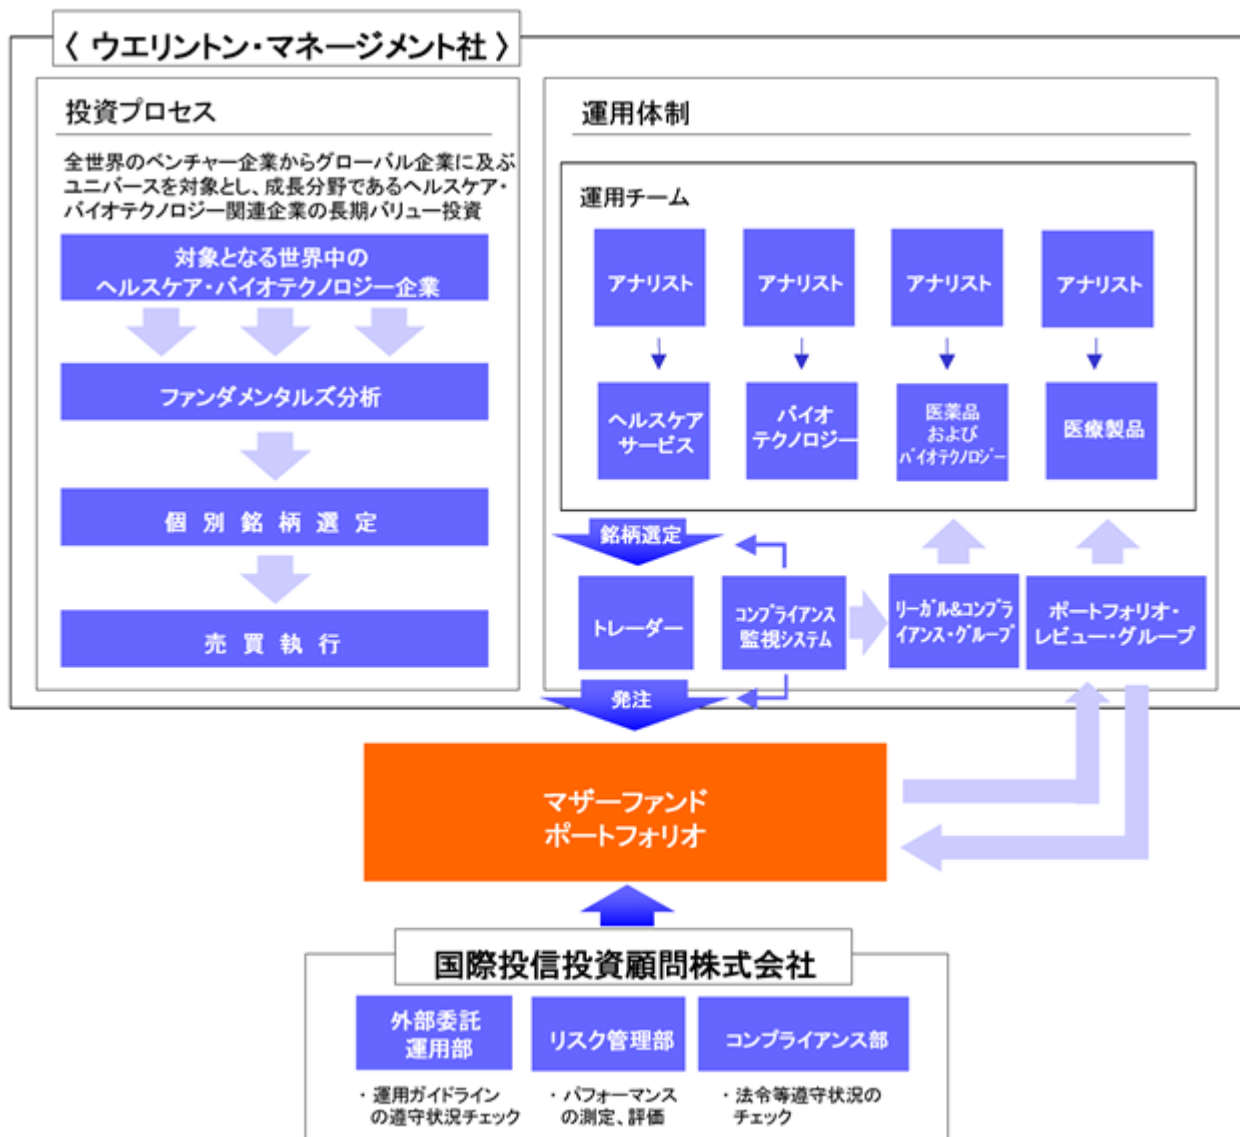 〈 ウエリントン・マネージメント社 〉
投資プロセス
全世界のベンチャー企業からグローバル企業に及ぶ
ユニバースを対象とし、成長分野であるヘルスケア・
バイオテクノロジー関連企業の長期バリュー投資
対象となる世界中の
ヘルスケア・バイオテクノロジー企業
ファンダメンタルズ分析
個 別 銘 柄 選 定
売 買 執 行
運用体制
運用チーム
アナリスト
アナリスト
アナリスト
アナリスト
ヘルスケア
サービス
バイオ
テクノロジー
医薬品
および
バイオテクノロジー
医療製品
銘柄選定
トレーダー
コンプライアンス
監視システム
リーガル&コンプラ
イアンス・グループ
ポートフォリオ・
レビュー・グループ
発注
マザーファンド
ポートフォリオ
国際投信投資顧問株式会社
外部委託
運用部
リスク管理部
コンプライアンス部
・運用ガイドライン
の遵守状況チェック
・パフォーマンス
の測定、評価
・法令等遵守状況の
チェック